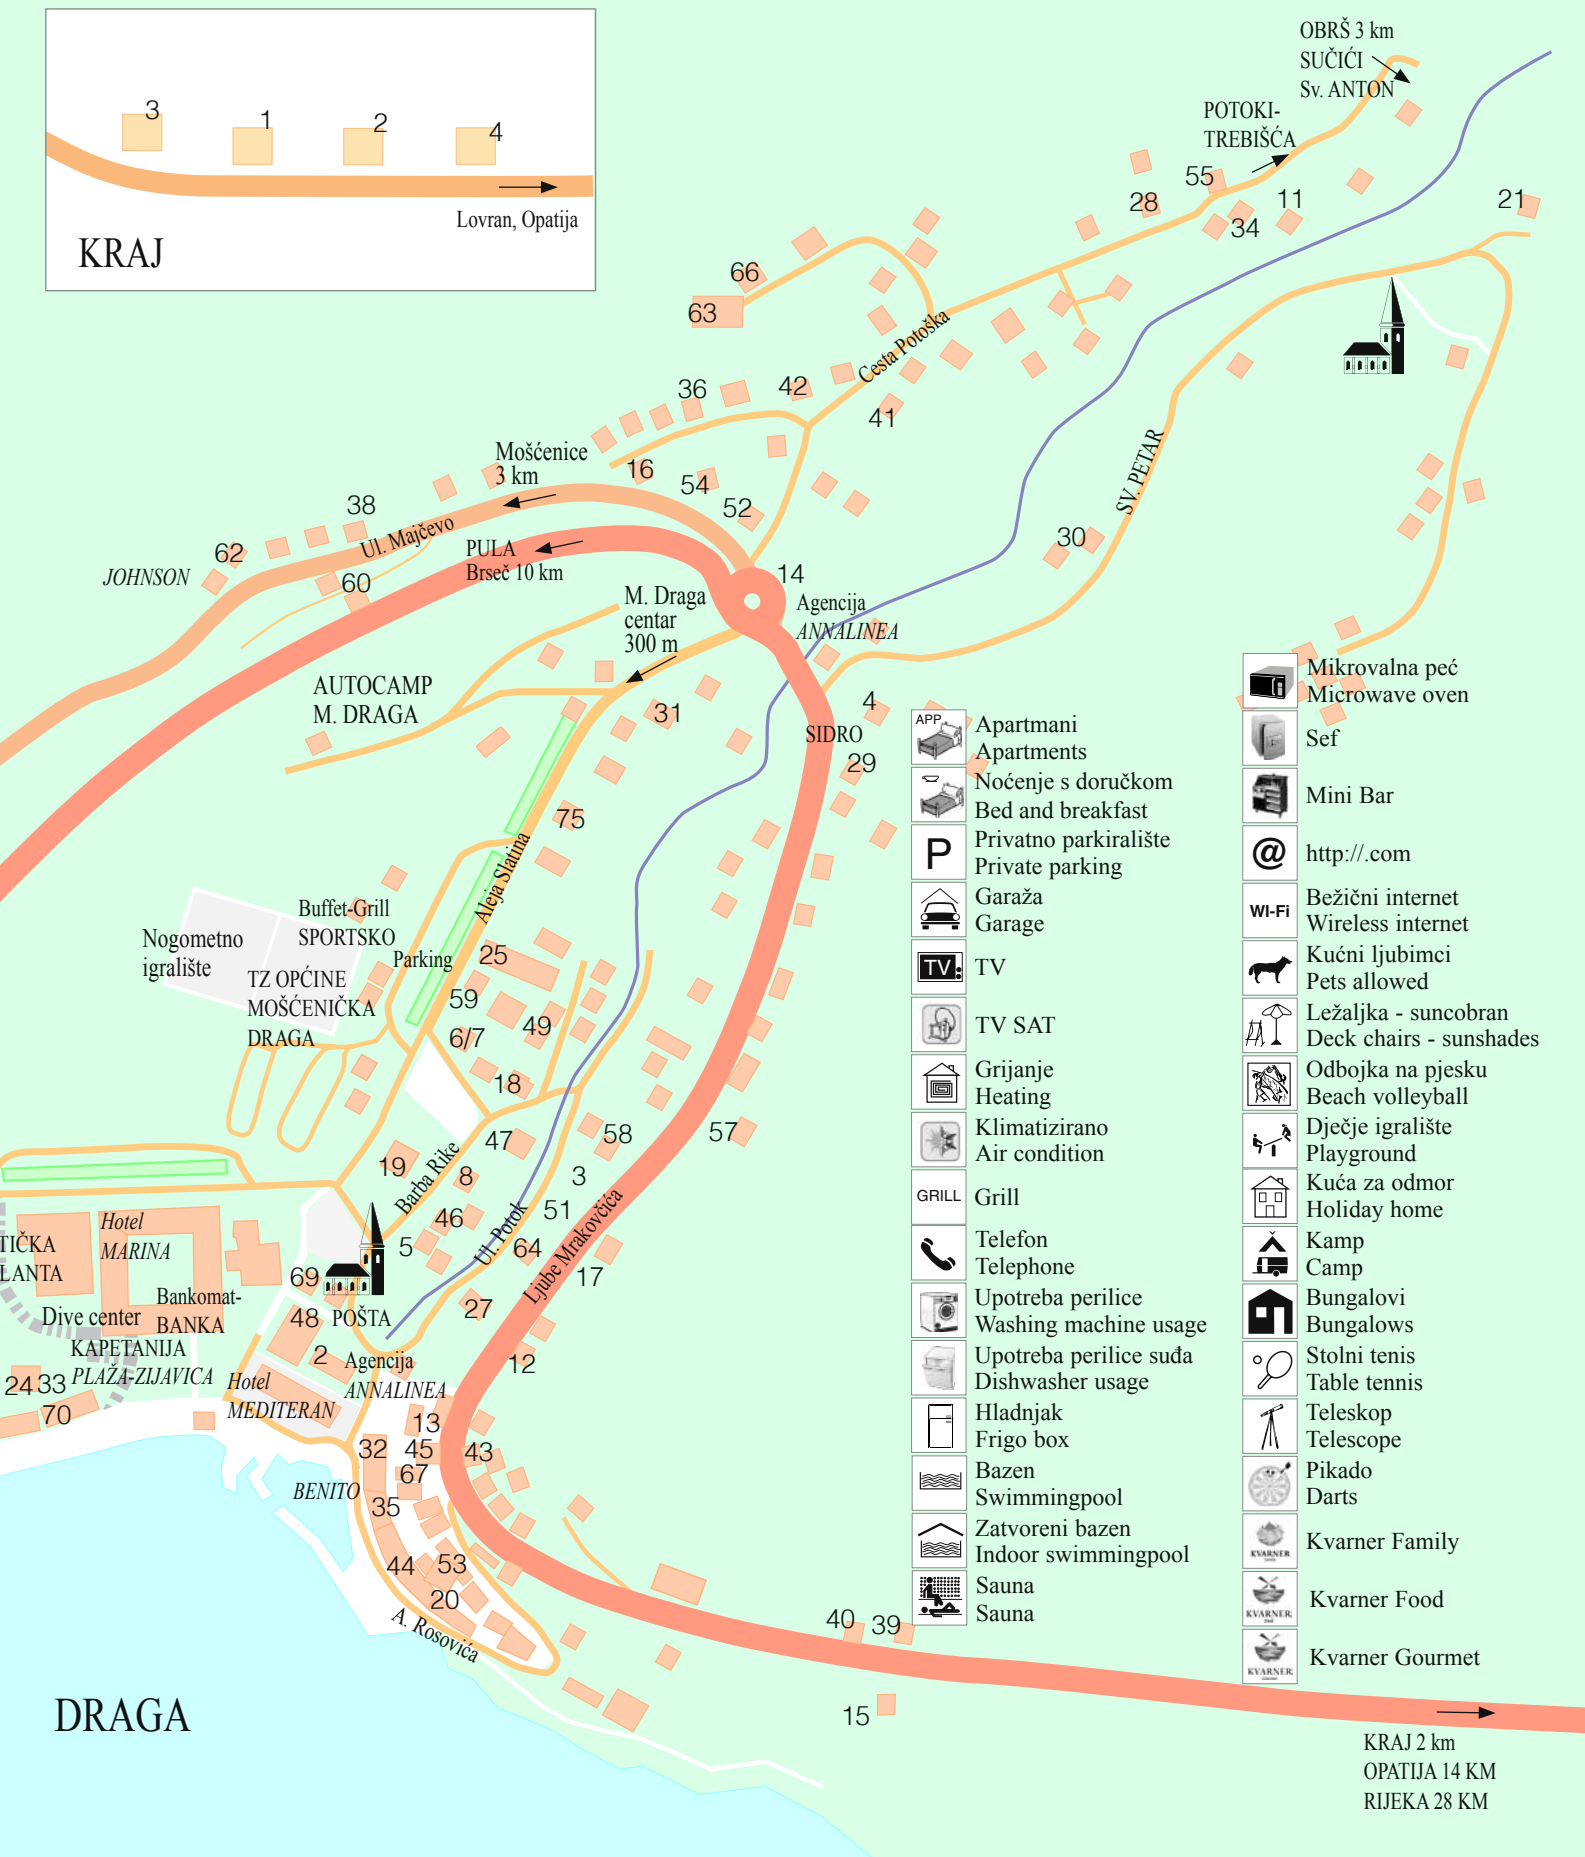 3
1
2
4
Lovran, Opatija
KRAJ
OBRŠ 3 km
SUČIĆI
Sv. ANTON
POTOKI-
TREBIŠĆA
55
28
34
11
21
66
63
Cesta Potoška
36
42
41
Mošćenice
3 km
16
54
52
SV. PETAR
38
Ul. Majčevo
62
JOHNSON
60
PULA
Brseč 10 km
30
14
Agencija
ANNALINEA
M. Draga
centar
300 m
AUTOCAMP
M. DRAGA
31
4
SIDRO
29
75
Aleja Slatina
Buffet-Grill
SPORTSKO
Nogometno
igralište
Parking
TZ OPĆINE
MOŠĆENIČKA
DRAGA
25
59
49
6/7
18
47
58
57
19
Barba Rike
8
3
46
51
5
Ul. Potok
64
Ljube Mrakovčića
17
TIČKA
LANTA
Hotel
MARINA
69
Dive center
Bankomat-
BANKA
48
POŠTA
27
KAPETANIJA
PLAŽA-ZIJAVICA
2
Agencija
ANNALINEA
12
24
33
70
Hotel
MEDITERAN
13
32
45
43
67
BENITO
35
44
53
20
A. Rosovića
40
39
15
DRAGA
KRAJ 2 km
OPATIJA 14 KM
RIJEKA 28 KM
APP
Apartmani
Apartments
Noćenje s doručkom
Bed and breakfast
P
Privatno parkiralište
Private parking
Garaža
Garage
TV
TV
TV SAT
Grijanje
Heating
Klimatizirano
Air condition
GRILL
Grill
Telefon
Telephone
Upotreba perilice
Washing machine usage
Upotreba perilice suđa
Dishwasher usage
Hladnjak
Frigo box
Bazen
Swimmingpool
Zatvoreni bazen
Indoor swimmingpool
Sauna
Sauna
Mikrovalna peć
Microwave oven
Sef
Mini Bar
@
http://.com
WI-Fi
Bežični internet
Wireless internet
Kućni ljubimci
Pets allowed
Ležaljka - suncobran
Deck chairs - sunshades
Odbojka na pjesku
Beach volleyball
Dječje igralište
Playground
Kuća za odmor
Holiday home
Kamp
Camp
Bungalovi
Bungalows
Stolni tenis
Table tennis
Teleskop
Telescope
Pikado
Darts
KVARNER
Kvarner Family
KVARNER
Kvarner Food
KVARNER
Kvarner Gourmet